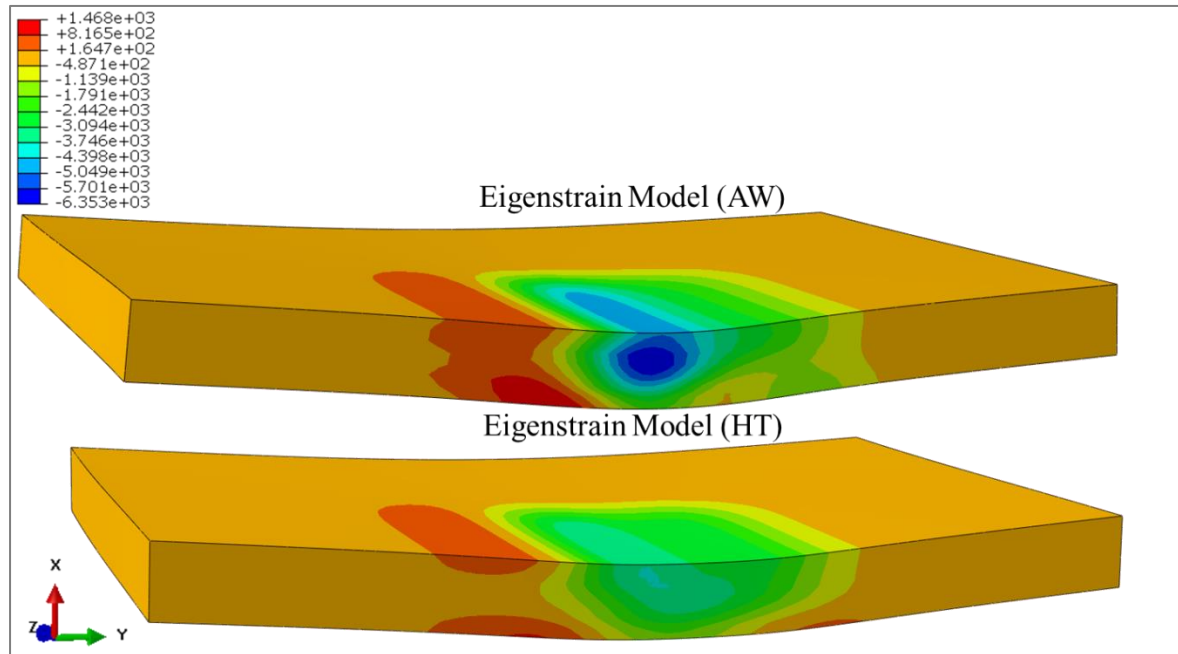 +1.468e+03
+8.165e+02
+1.647e+02
-4.871e+02
-1.139e+03
-1.791e+03
-2.442e+03
-3.094e+03
-3.746e+03
-4.398e+03
-5.049e+03
-5.701e+03
-6.353e+03
Eigenstrain Model (AW)
Eigenstrain Model (HT)
X
Z
Y